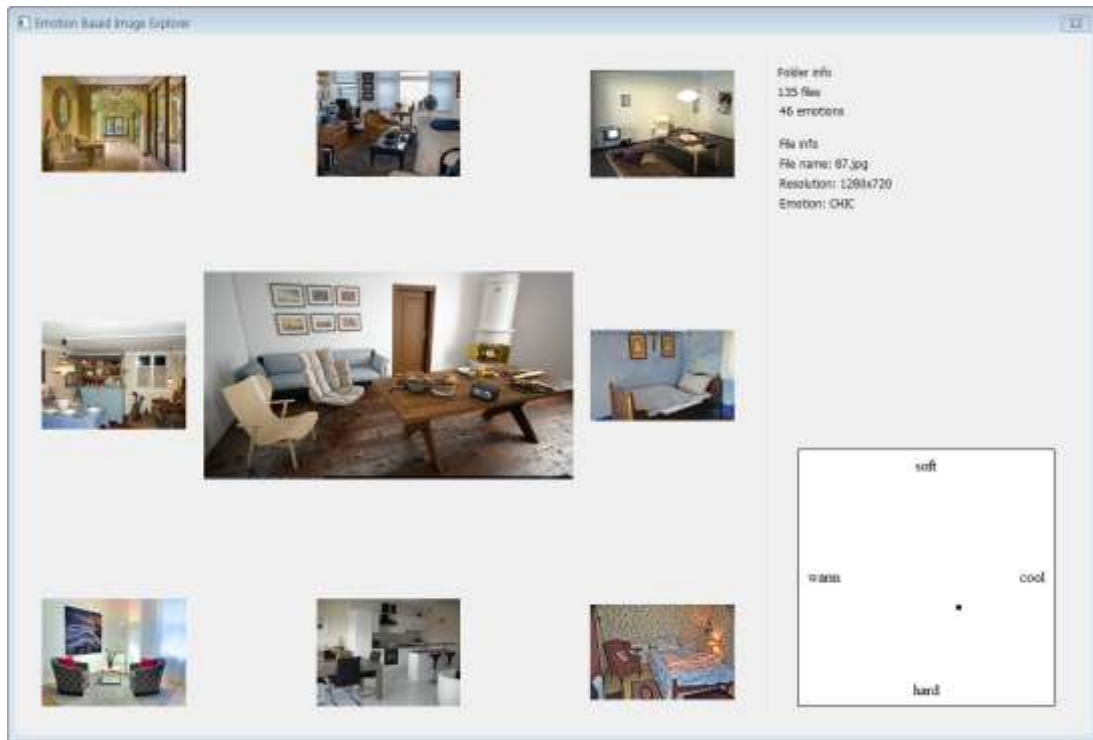 Emotion Based Image Explorer
Folder info
135 files
46 emotions
File info
File name: 87.jpg
Resolution: 1280x720
Emotion: CHIC
soft
warm
cool
hard